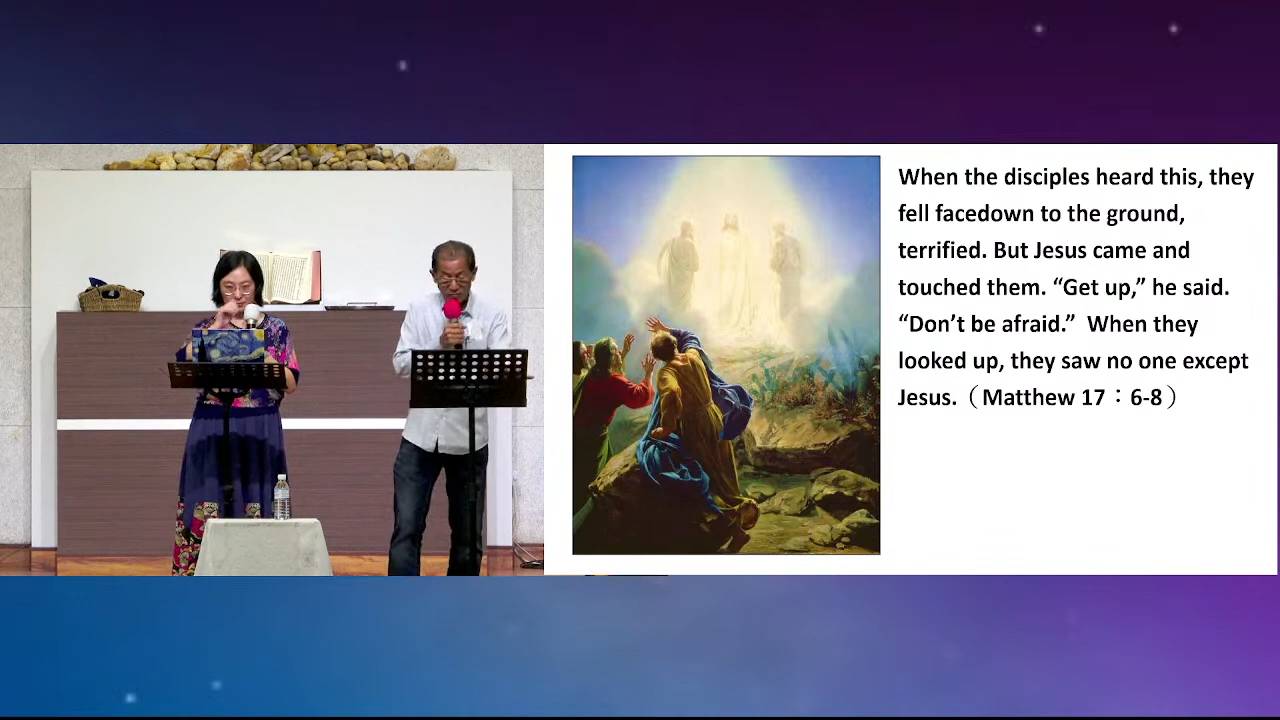 When the disciples heard this, they
fell facedown to the ground,
terrified. But Jesus came and
touched them. “Get up,” he said.
“Don’t be afraid.”  When they
looked up, they saw no one except
Jesus.（Matthew 17：6-8）